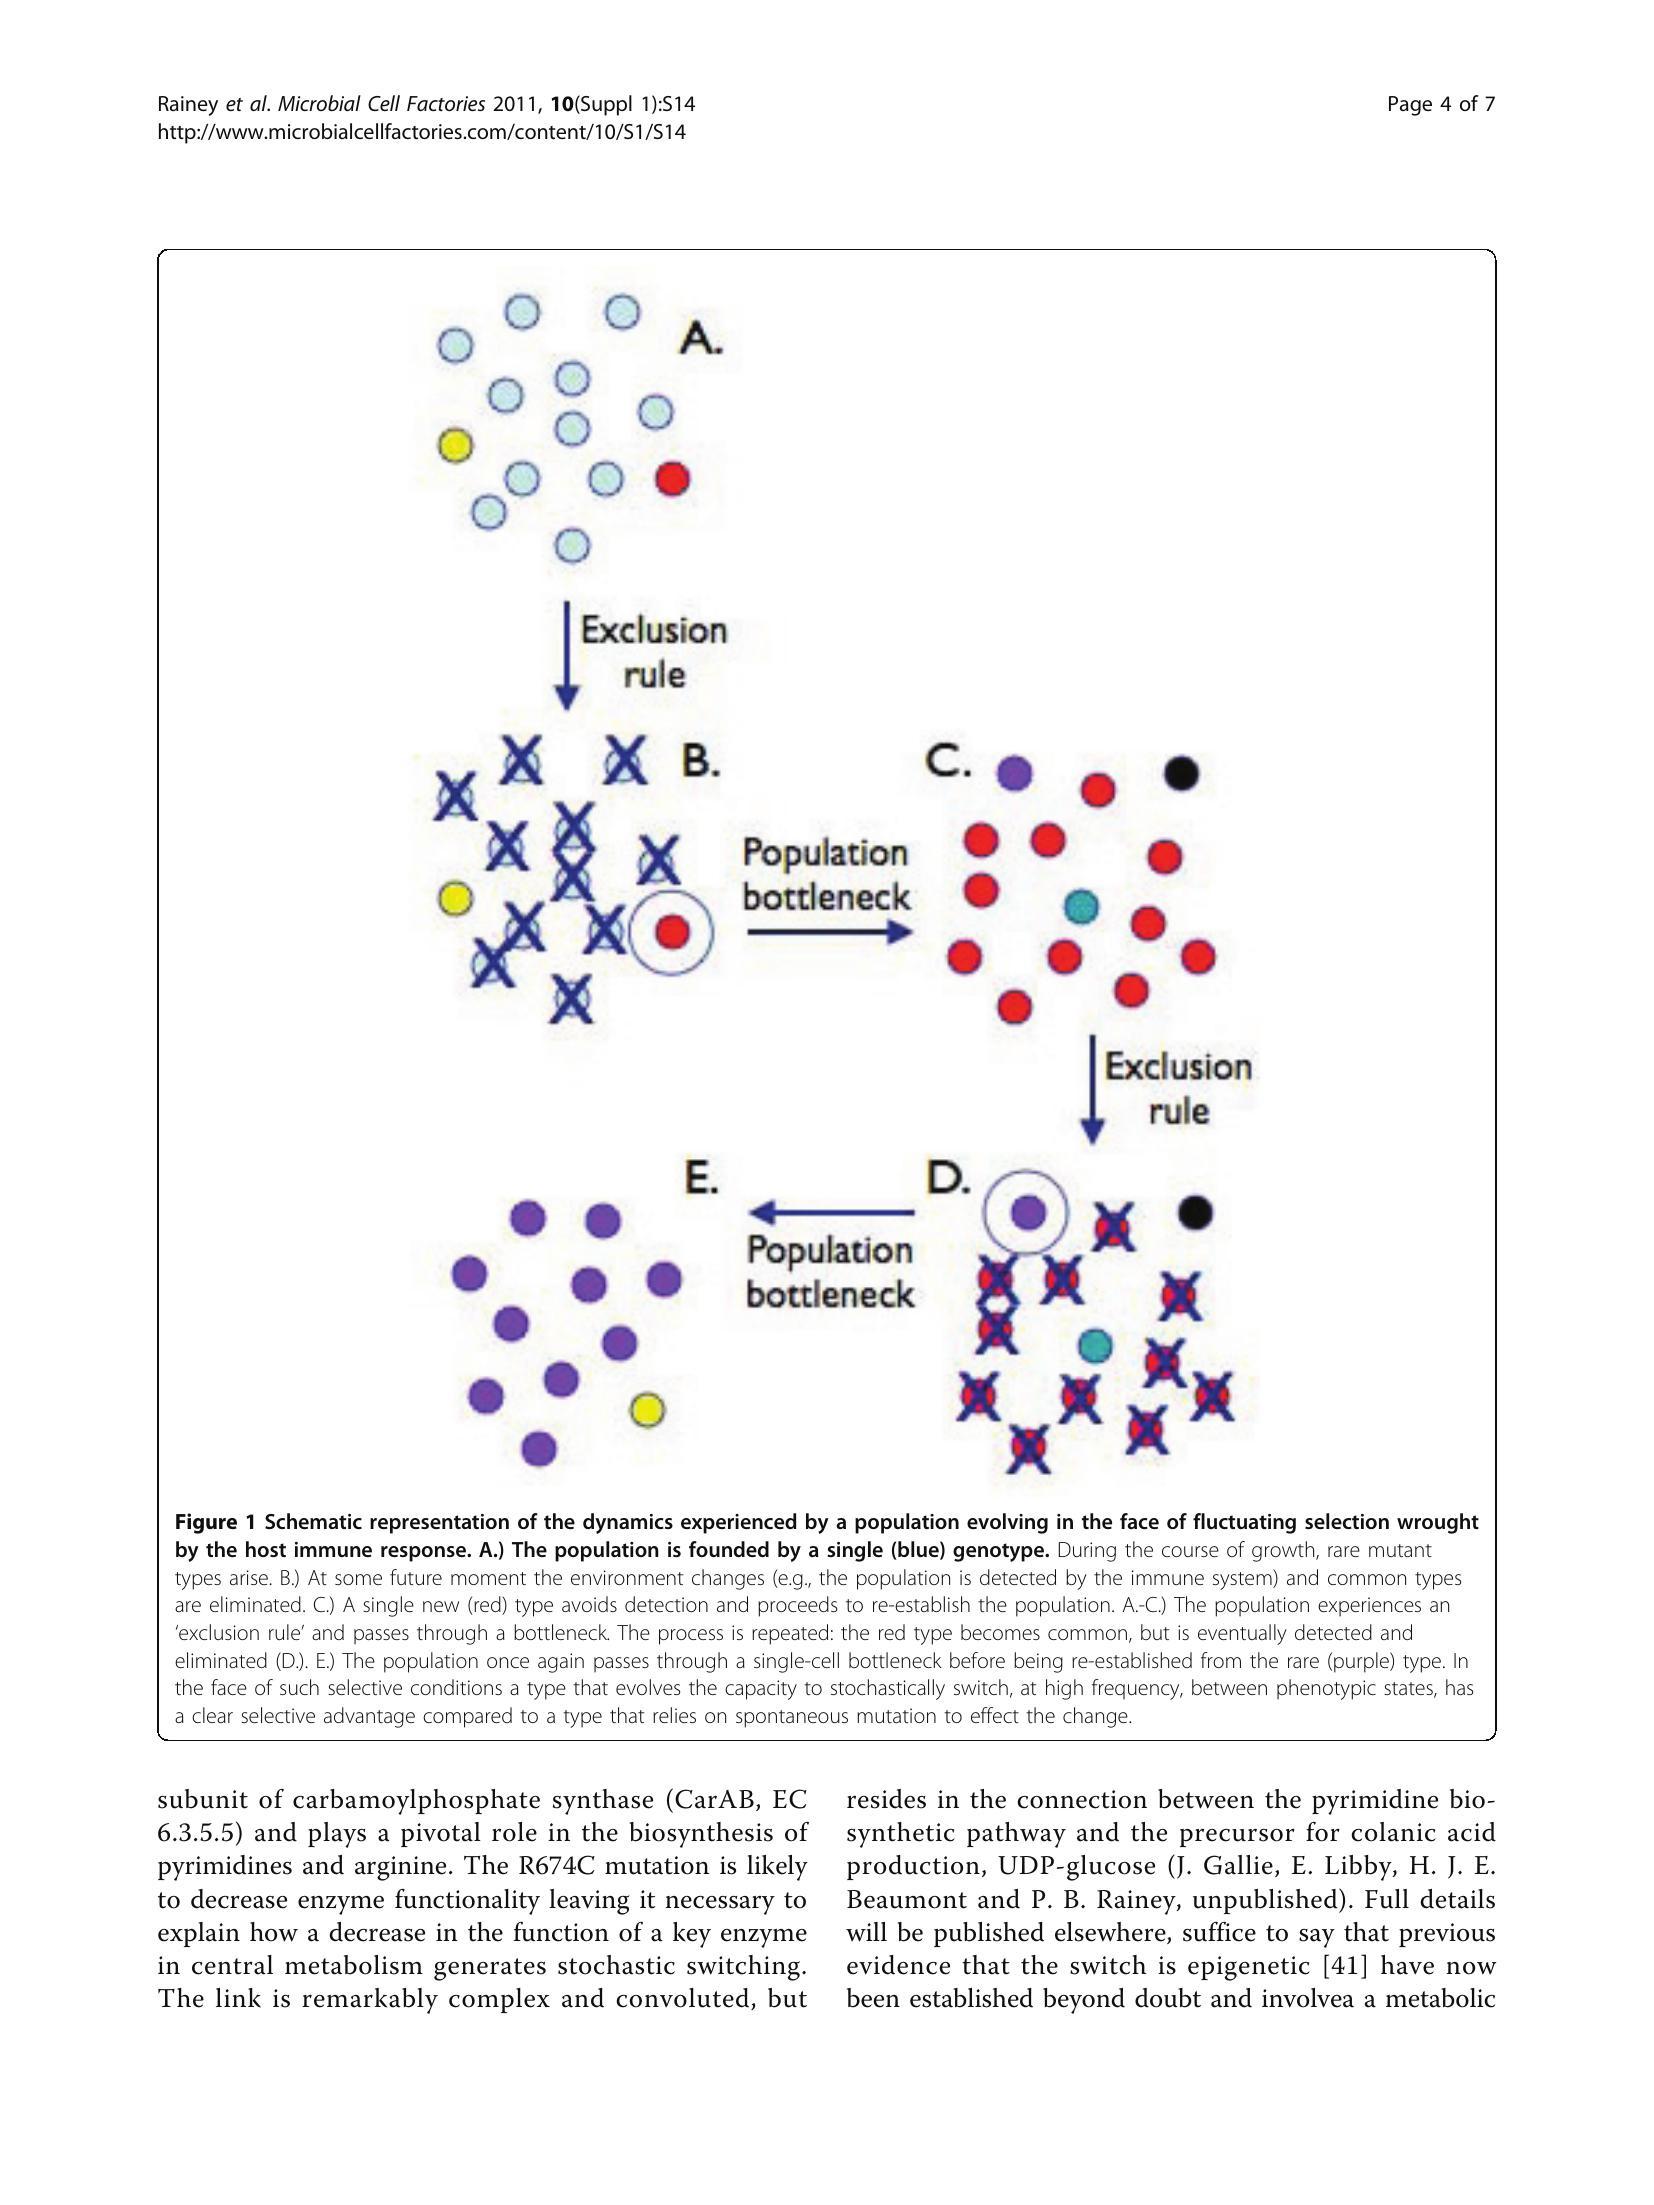 Rainey et al. Microbial Cell Factories 2011, 10(Suppl 1):S14
http://www.microbialcellfactories.com/content/10/S1/S14
Page 4 of 7
A.
Exclusion
rule
B.
Population
bottleneck
C.
Exclusion
rule
D.
Population
bottleneck
E.
Figure 1 Schematic representation of the dynamics experienced by a population evolving in the face of fluctuating selection wrought
by the host immune response. A.) The population is founded by a single (blue) genotype. During the course of growth, rare mutant
types arise. B.) At some future moment the environment changes (e.g., the population is detected by the immune system) and common types
are eliminated. C.) A single new (red) type avoids detection and proceeds to re-establish the population. A.-C.) The population experiences an
‘exclusion rule’ and passes through a bottleneck. The process is repeated: the red type becomes common, but is eventually detected and
eliminated (D.). E.) The population once again passes through a single-cell bottleneck before being re-established from the rare (purple) type. In
the face of such selective conditions a type that evolves the capacity to stochastically switch, at high frequency, between phenotypic states, has
a clear selective advantage compared to a type that relies on spontaneous mutation to effect the change.
subunit of carbamoylphosphate synthase (CarAB, EC
6.3.5.5) and plays a pivotal role in the biosynthesis of
pyrimidines and arginine. The R674C mutation is likely
to decrease enzyme functionality leaving it necessary to
explain how a decrease in the function of a key enzyme
in central metabolism generates stochastic switching.
The link is remarkably complex and convoluted, but
resides in the connection between the pyrimidine bio-
synthetic pathway and the precursor for colanic acid
production, UDP-glucose (J. Gallie, E. Libby, H. J. E.
Beaumont and P. B. Rainey, unpublished). Full details
will be published elsewhere, suffice to say that previous
evidence that the switch is epigenetic [41] have now
been established beyond doubt and involvea a metabolic